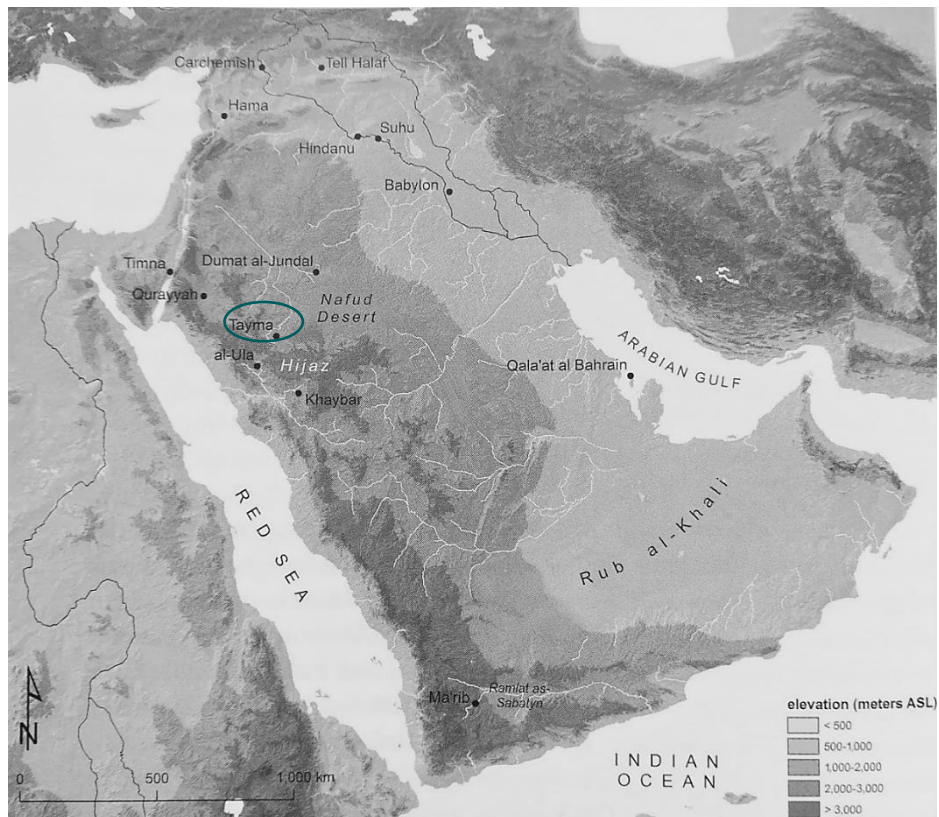 Carchemish
Tell Halaf
Hama
Suhu
Hindanu
Babylon
Timna
Dumat al-Jundal
Qurayyah
Nafud
Desert
Tayma
al-Ula
Hijaz
Khaybar
Qala'at al Bahrain
ARABIAN GULF
RED SEA
Rub al-Khali
Ma'rib
Ramlat as-
Sabatyn
INDIAN
OCEAN
N
0 500 1,000 km
elevation (meters ASL)
< 500
500-1,000
1,000-2,000
2,000-3,000
> 3,000